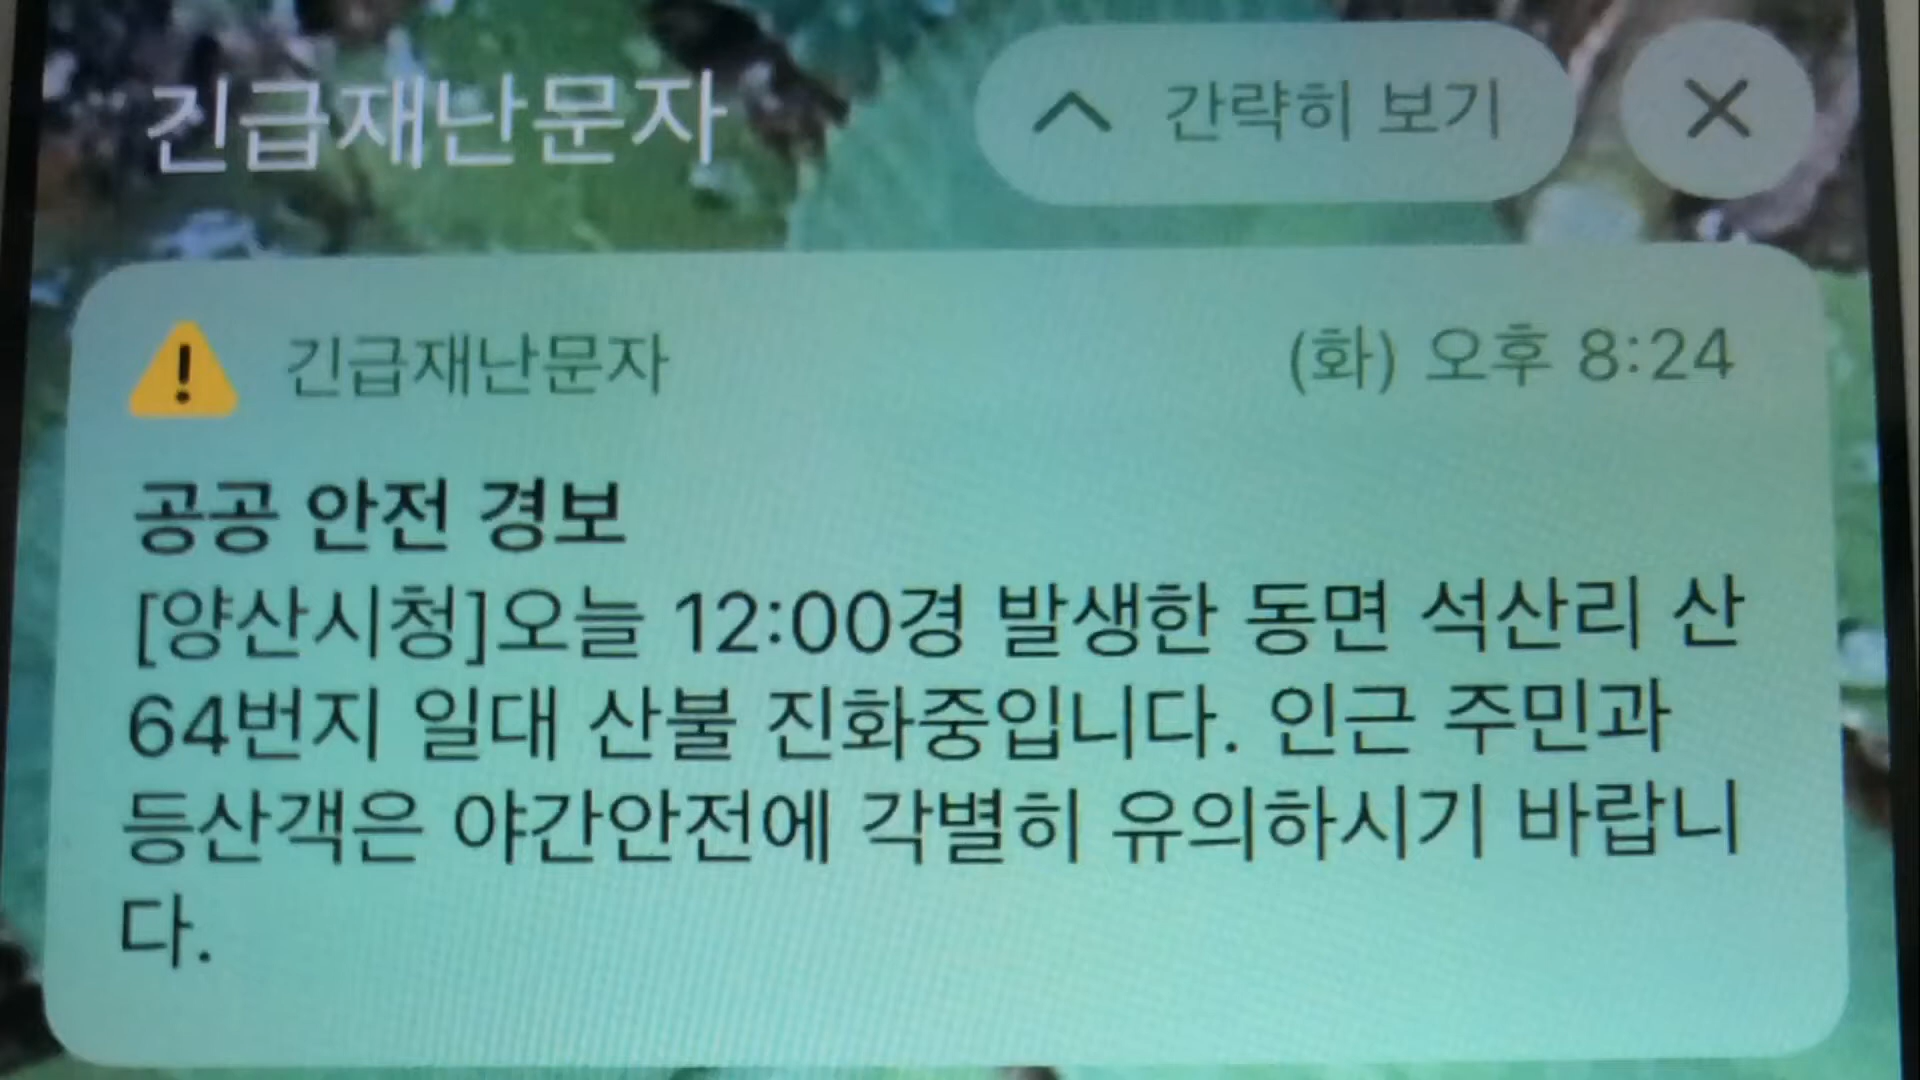 긴급재난문자 간략히 보기
긴급재난문자 (화) 오후 8:24
공공 안전 경보
[양산시청]오늘 12:00경 발생한 동면 석산리 산
64번지 일대 산불 진화중입니다. 인근 주민과
등산객은 야간안전에 각별히 유의하시기 바랍니
다.